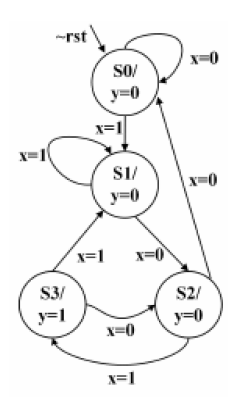 ~rst
x=0
S0/
y=0
x=1
x=1
S1/
y=0
x=0
x=1
x=0
S3/
y=1
S2/
y=0
x=0
x=1